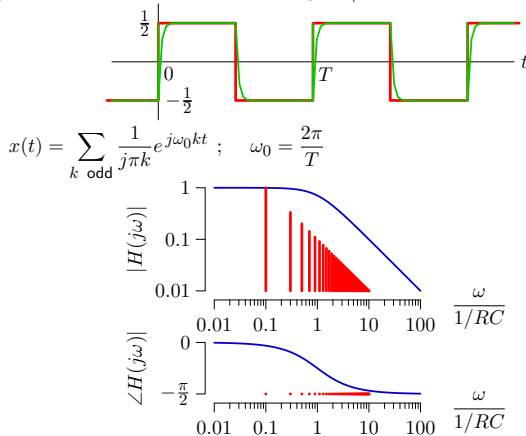 1/2
0
T
t
−1/2
x(t) = ∑_{k odd} 1/(jπk) e^{jω₀kt} ; ω₀ = 2π/T
|H(jω)|
1
0.1
0.01
0.01 0.1 1 10 100
ω/(1/RC)
∠H(jω)|
0
−π/2
0.01 0.1 1 10 100
ω/(1/RC)